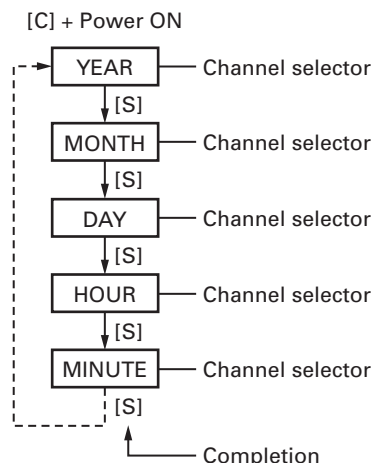 [C] + Power ON
YEAR Channel selector
[S]
MONTH Channel selector
[S]
DAY Channel selector
[S]
HOUR Channel selector
[S]
MINUTE Channel selector
[S]
Completion